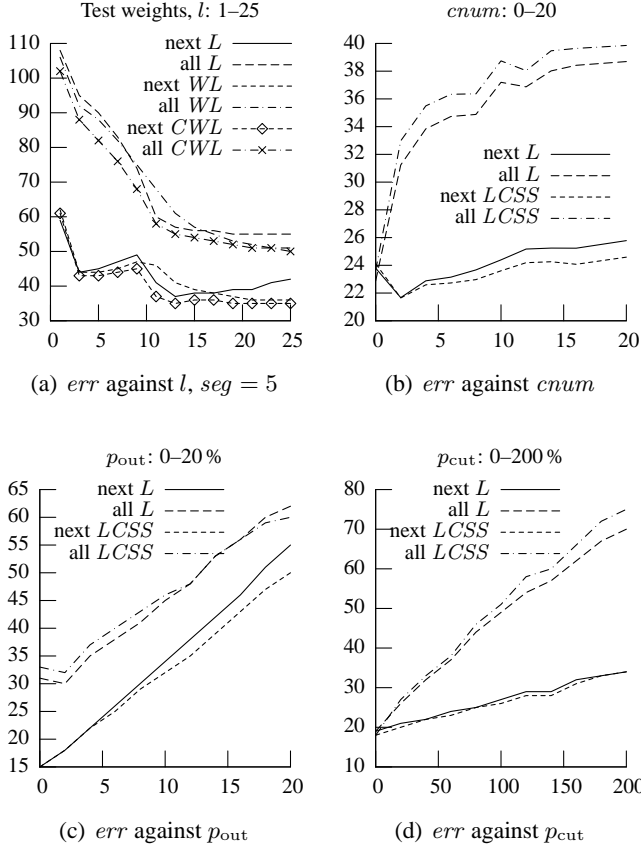 Test weights, l: 1–25
110
100
90
80
70
60
50
40
30
0 5 10 15 20 25
next L
all L
next WL
all WL
next CWL
all CWL
(a) err against l, seg = 5
cnum: 0–20
40
38
36
34
32
30
28
26
24
22
20
0 5 10 15 20
next L
all L
next LCSS
all LCSS
(b) err against cnum
p_out: 0–20 %
65
60
55
50
45
40
35
30
25
20
15
0 5 10 15 20
next L
all L
next LCSS
all LCSS
(c) err against p_out
p_cut: 0–200 %
80
70
60
50
40
30
20
10
0 50 100 150 200
next L
all L
next LCSS
all LCSS
(d) err against p_cut